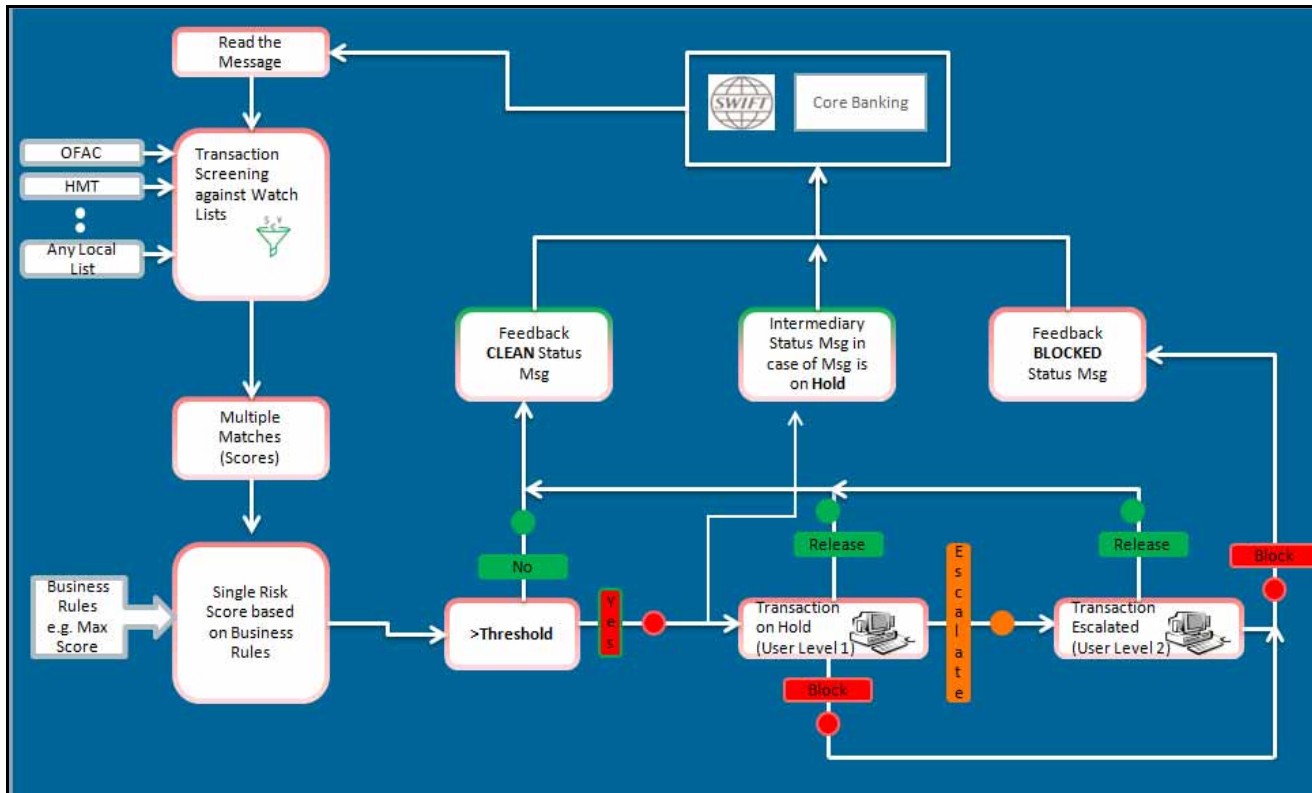 Read the
Message
SWIFT
Core Banking
OFAC
HMT
Any Local
List
Transaction
Screening
against Watch
Lists
Feedback
CLEAN Status
Msg
Intermediary
Status Msg in
case of Msg is
on Hold
Feedback
BLOCKED
Status Msg
Multiple
Matches
(Scores)
Business
Rules
e.g. Max
Score
Single Risk
Score based
on Business
Rules
No
>Threshold
Yes
Release
Transaction
on Hold
(User Level 1)
Block
Escalate
Release
Transaction
Escalated
(User Level 2)
Block